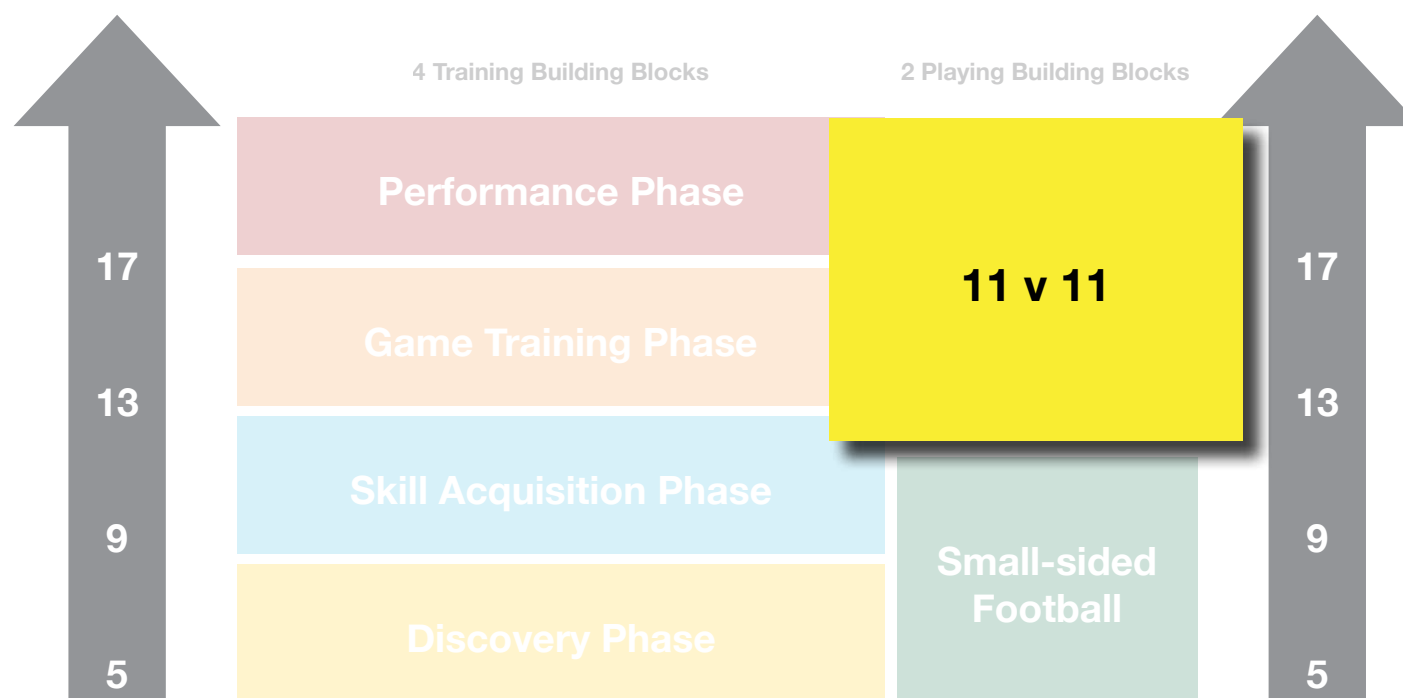 4 Training Building Blocks
2 Playing Building Blocks
Performance Phase
11 v 11
17
17
Game Training Phase
13
13
Skill Acquisition Phase
9
9
Small-sided
Football
Discovery Phase
5
5